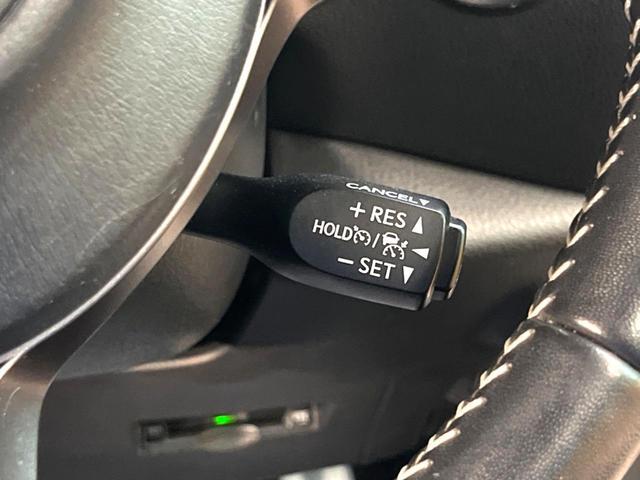 CANCEL▼
+ RES ▲
HOLD / ◀
− SET ▼